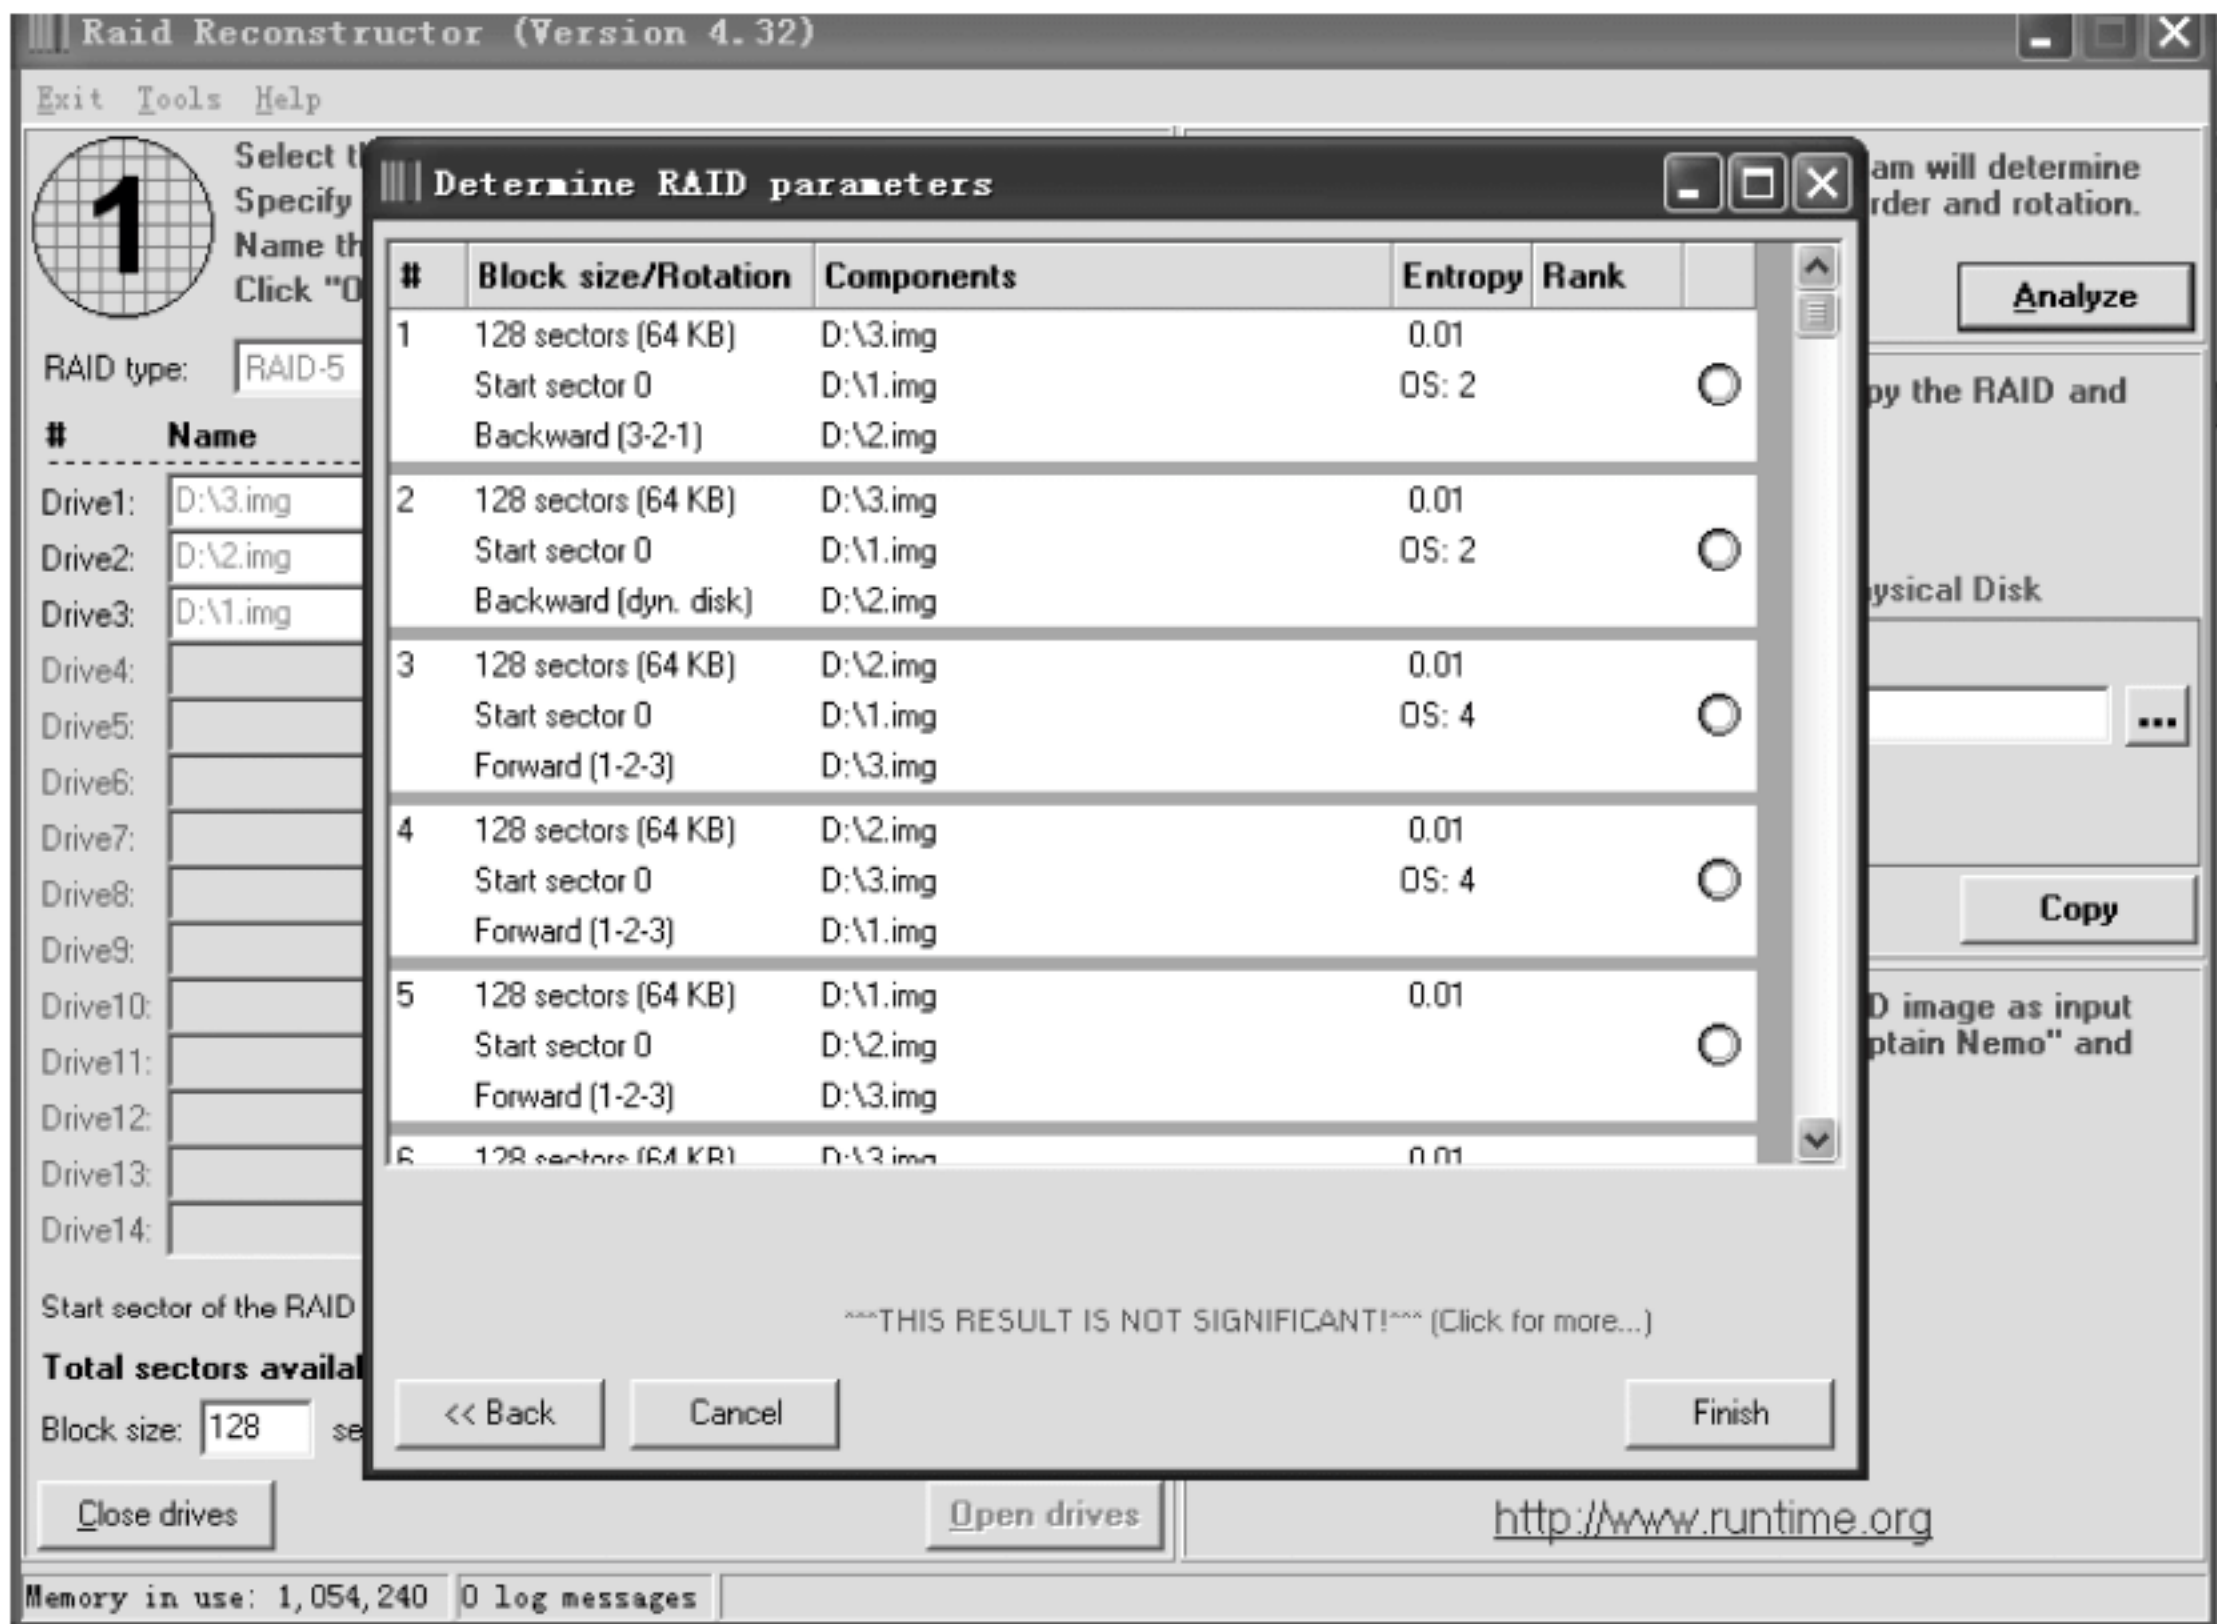 Raid Reconstructor (Version 4.32)
Exit Tools Help
1
Select
Specify
Name
Click
RAID type: RAID-5
# Name
Drive1: D:\3.img
Drive2: D:\2.img
Drive3: D:\1.img
Drive4:
Drive5:
Drive6:
Drive7:
Drive8:
Drive9:
Drive10:
Drive11:
Drive12:
Drive13:
Drive14:
Start sector of the RAID
Total sectors
Block size: 128
Close drives
Open drives
Memory in use: 1,054,240 0 log messages
Determine RAID parameters
# Block size/Rotation Components Entropy Rank
1 128 sectors (64 KB) D:\3.img 0.01
Start sector 0 D:\1.img OS: 2
Backward (3-2-1) D:\2.img
2 128 sectors (64 KB) D:\3.img 0.01
Start sector 0 D:\1.img OS: 2
Backward (dyn. disk) D:\2.img
3 128 sectors (64 KB) D:\2.img 0.01
Start sector 0 D:\1.img OS: 4
Forward (1-2-3) D:\3.img
4 128 sectors (64 KB) D:\2.img 0.01
Start sector 0 D:\3.img OS: 4
Forward (1-2-3) D:\1.img
5 128 sectors (64 KB) D:\1.img 0.01
Start sector 0 D:\2.img
Forward (1-2-3) D:\3.img
6 128 sectors (64 KB) D:\3.img 0.01
~~~THIS RESULT IS NOT SIGNIFICANT!~~~ (Click for more...)
<< Back Cancel Finish
will determine
and rotation.
Analyze
the RAID and
Disk
...
Copy
image as input
Nemo" and
http://www.runtime.org